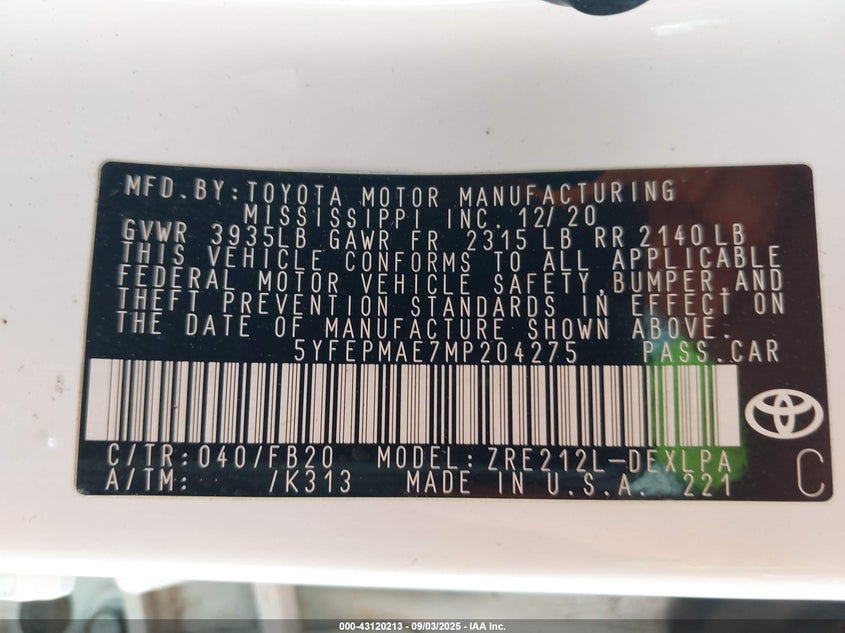 MFD. BY: TOYOTA MOTOR MANUFACTURING
MISSISSIPPI INC. 12/20
GVWR 3935LB GAWR FR 2315 LB RR 2140 LB
THIS VEHICLE CONFORMS TO ALL APPLICABLE
FEDERAL MOTOR VEHICLE SAFETY, BUMPER, AND
THEFT PREVENTION STANDARDS IN EFFECT ON
THE DATE OF MANUFACTURE SHOWN ABOVE.
5YFEPMAE7MP204275 PASS. CAR
C/TR: 040/FB20 MODEL: ZRE212L-DEXLPA
A/TM: /K313 MADE IN U.S.A. 221
C
000-43120213 - 09/03/2025 - IAA Inc.